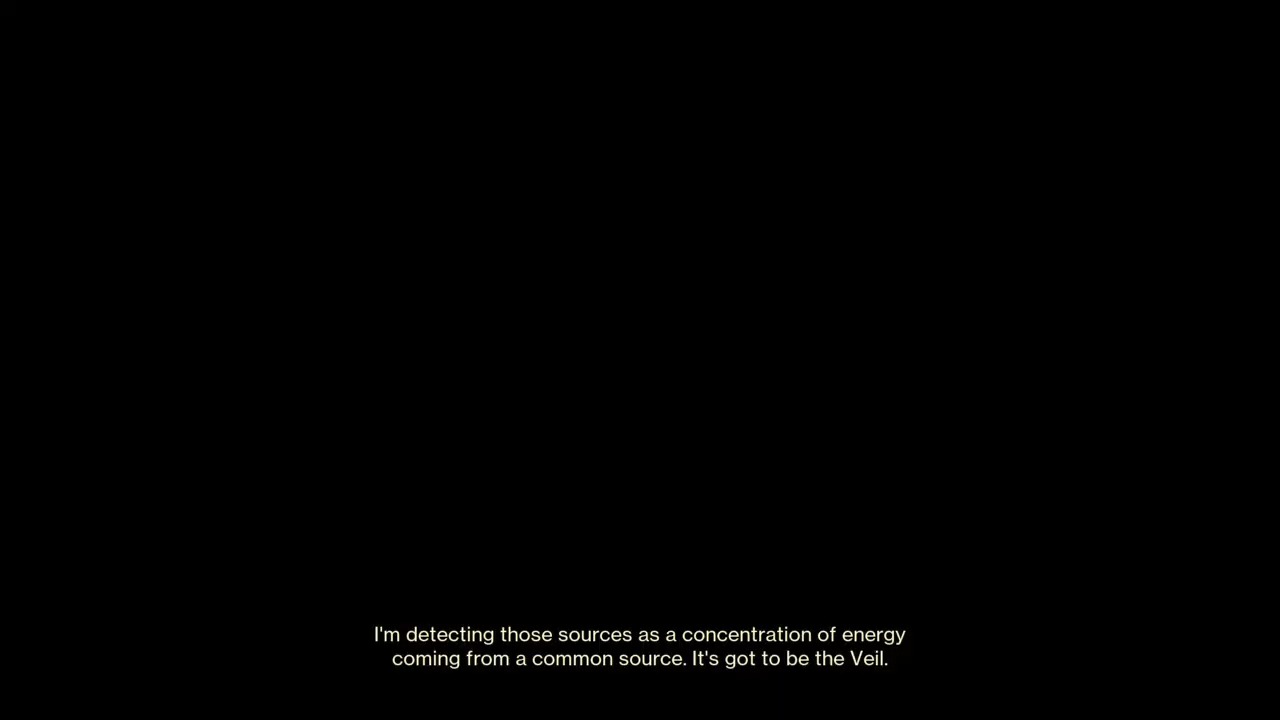 I'm detecting those sources as a concentration of energy
coming from a common source. It's got to be the Veil.